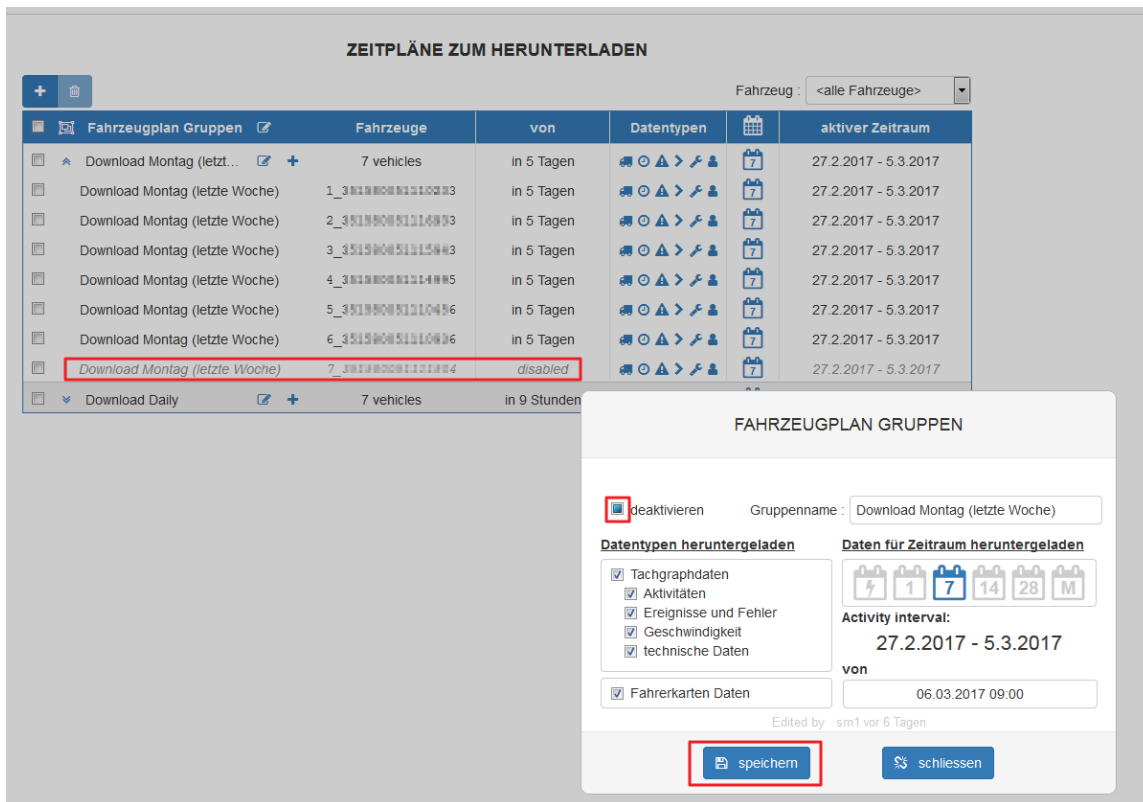 ZEITPLÄNE ZUM HERUNTERLADEN
Fahrzeug : <alle Fahrzeuge>
Fahrzeugplan Gruppen Fahrzeuge von Datentypen aktiver Zeitraum
Download Montag (letzt... 7 vehicles in 5 Tagen 7 27.2.2017 - 5.3.2017
Download Montag (letzte Woche) in 5 Tagen 7 27.2.2017 - 5.3.2017
Download Montag (letzte Woche) in 5 Tagen 7 27.2.2017 - 5.3.2017
Download Montag (letzte Woche) in 5 Tagen 7 27.2.2017 - 5.3.2017
Download Montag (letzte Woche) in 5 Tagen 7 27.2.2017 - 5.3.2017
Download Montag (letzte Woche) in 5 Tagen 7 27.2.2017 - 5.3.2017
Download Montag (letzte Woche) in 5 Tagen 7 27.2.2017 - 5.3.2017
Download Montag (letzte Woche) disabled 7 27.2.2017 - 5.3.2017
Download Daily 7 vehicles in 9 Stunden
FAHRZEUGPLAN GRUPPEN
deaktivieren Gruppenname : Download Montag (letzte Woche)
Datentypen heruntergeladen
Tachgraphdaten
Aktivitäten
Ereignisse und Fehler
Geschwindigkeit
technische Daten
Fahrerkarten Daten
Daten für Zeitraum heruntergeladen
1 7 14 28 M
Activity interval:
27.2.2017 - 5.3.2017
von
06.03.2017 09:00
Edited by sm1 vor 6 Tagen
speichern schliessen